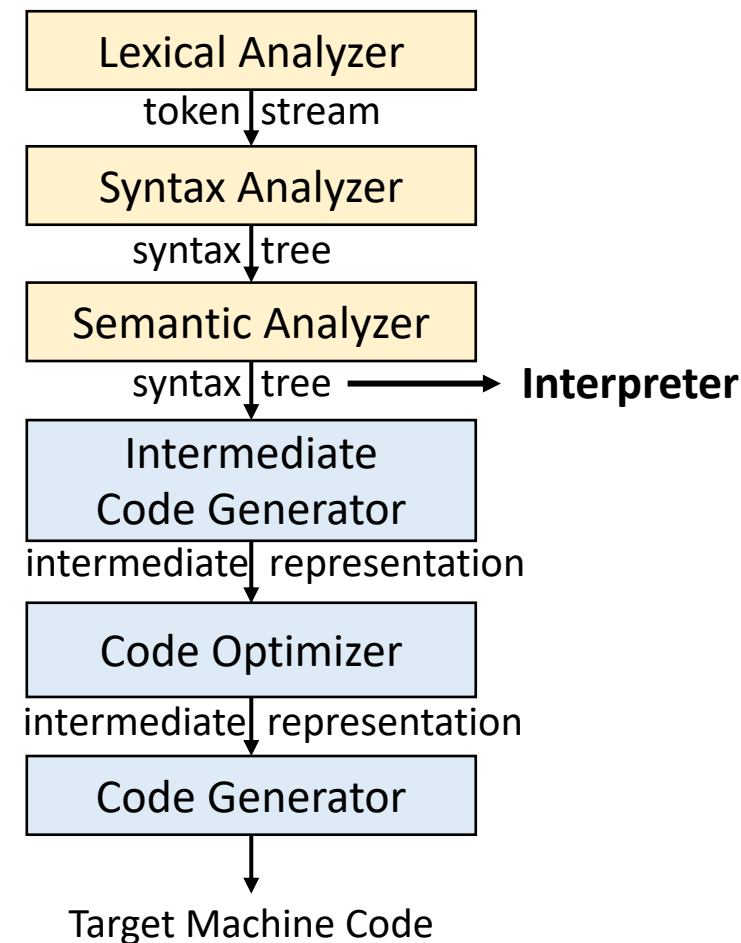 Lexical Analyzer
token stream
Syntax Analyzer
syntax tree
Semantic Analyzer
syntax tree Interpreter
Intermediate
Code Generator
intermediate representation
Code Optimizer
intermediate representation
Code Generator
Target Machine Code